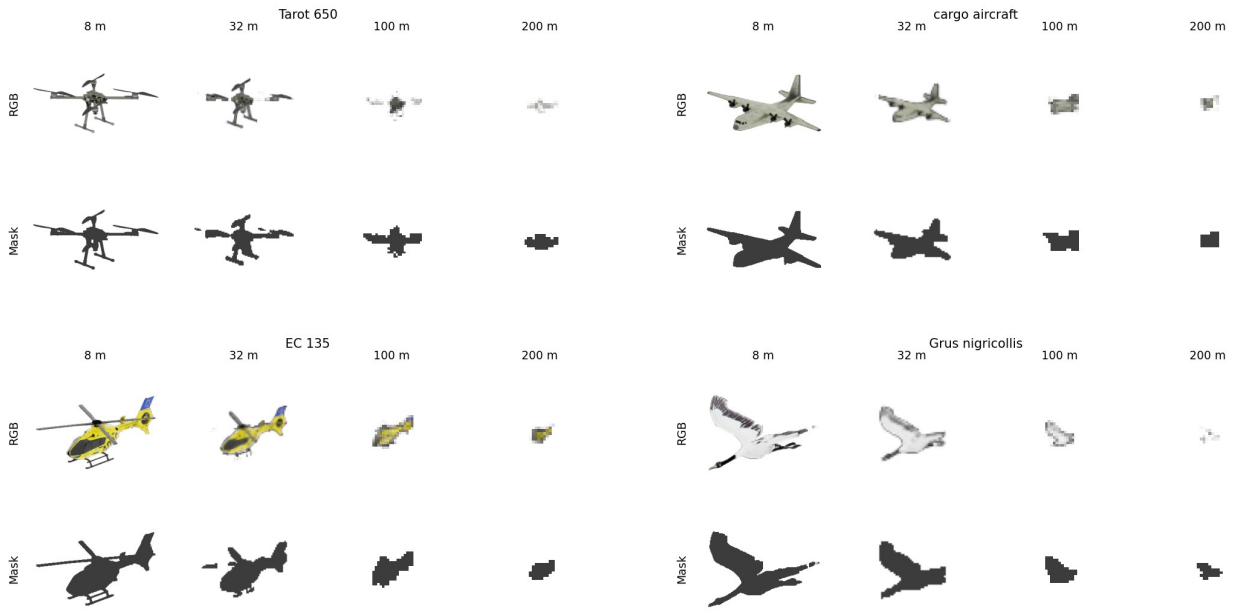 Tarot 650
8 m 32 m 100 m 200 m
RGB
Mask
cargo aircraft
8 m 32 m 100 m 200 m
RGB
Mask
EC 135
8 m 32 m 100 m 200 m
RGB
Mask
Grus nigricollis
8 m 32 m 100 m 200 m
RGB
Mask